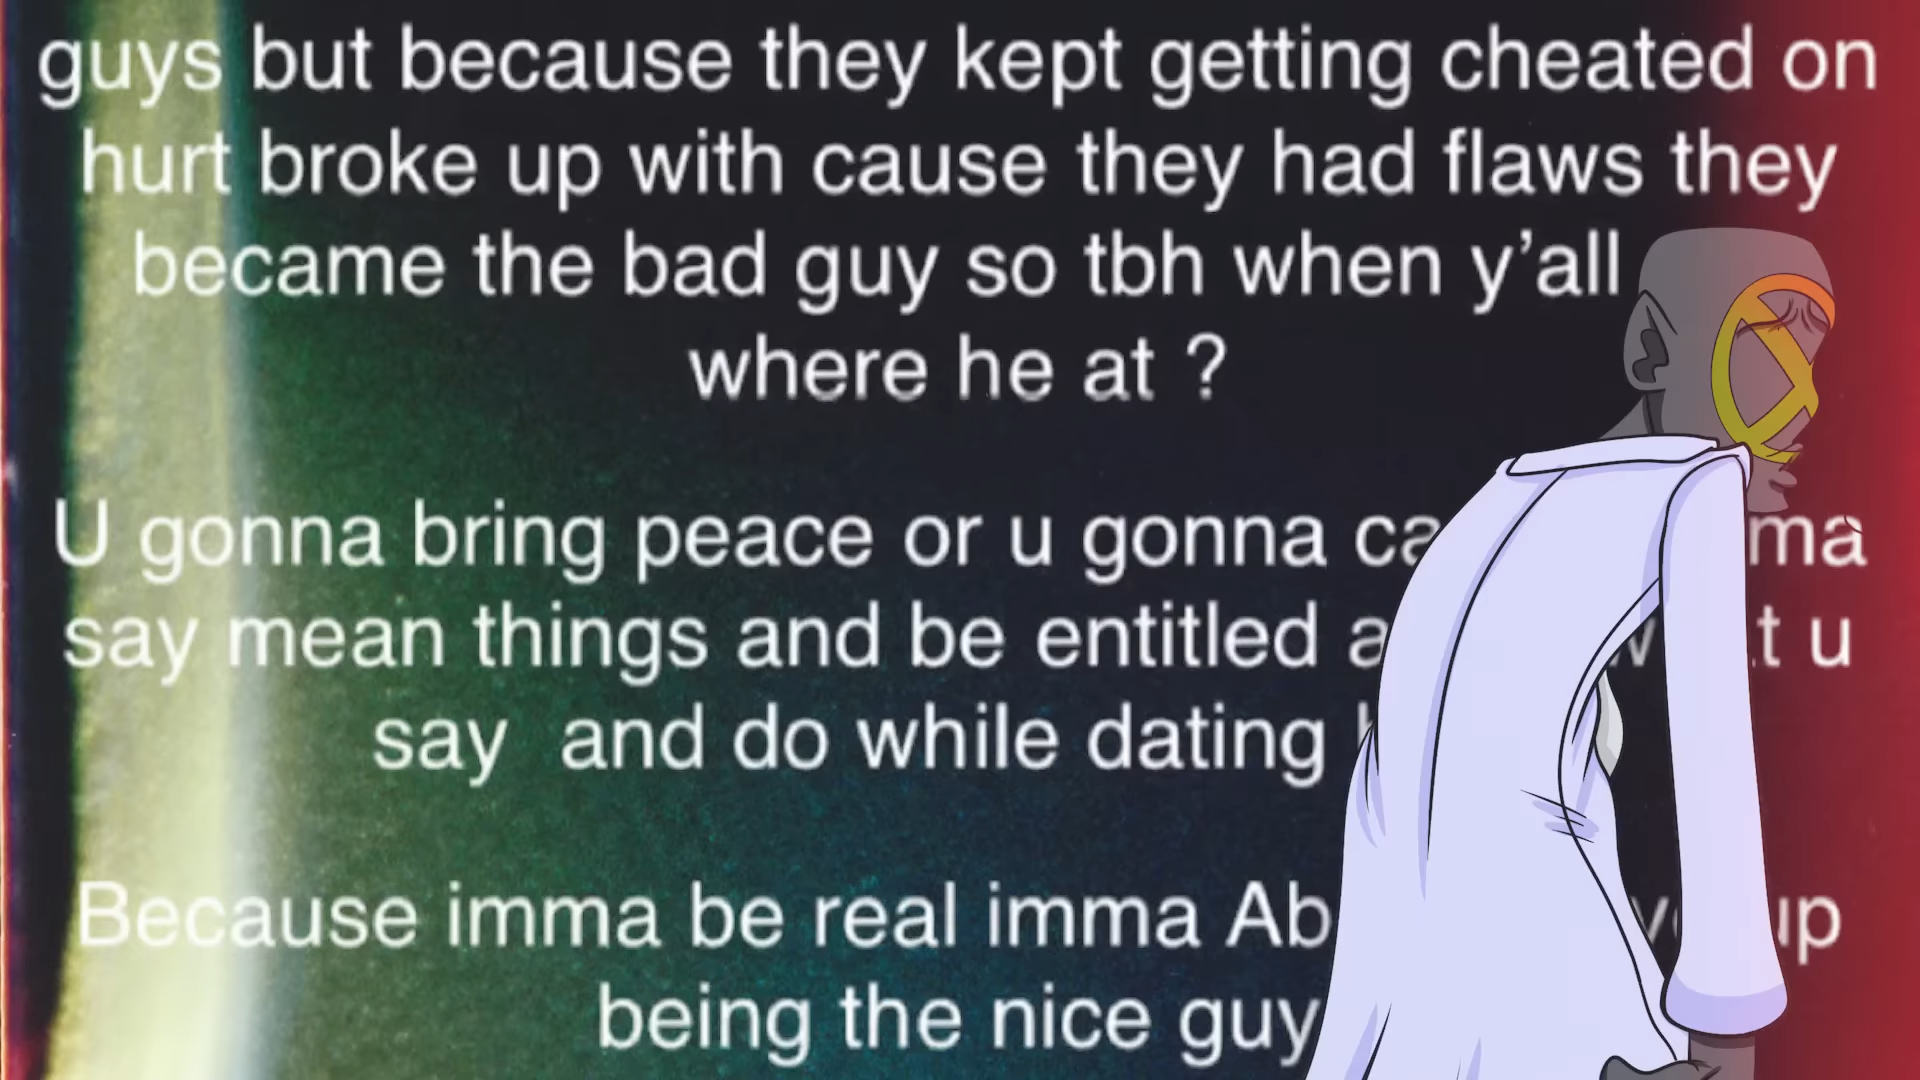 guys but because they kept getting cheated on
hurt broke up with cause they had flaws they
became the bad guy so tbh when y’all
where he at ?
U gonna bring peace or u gonna
say mean things and be entitled
say and do while dating
Because imma be real imma
being the nice guy